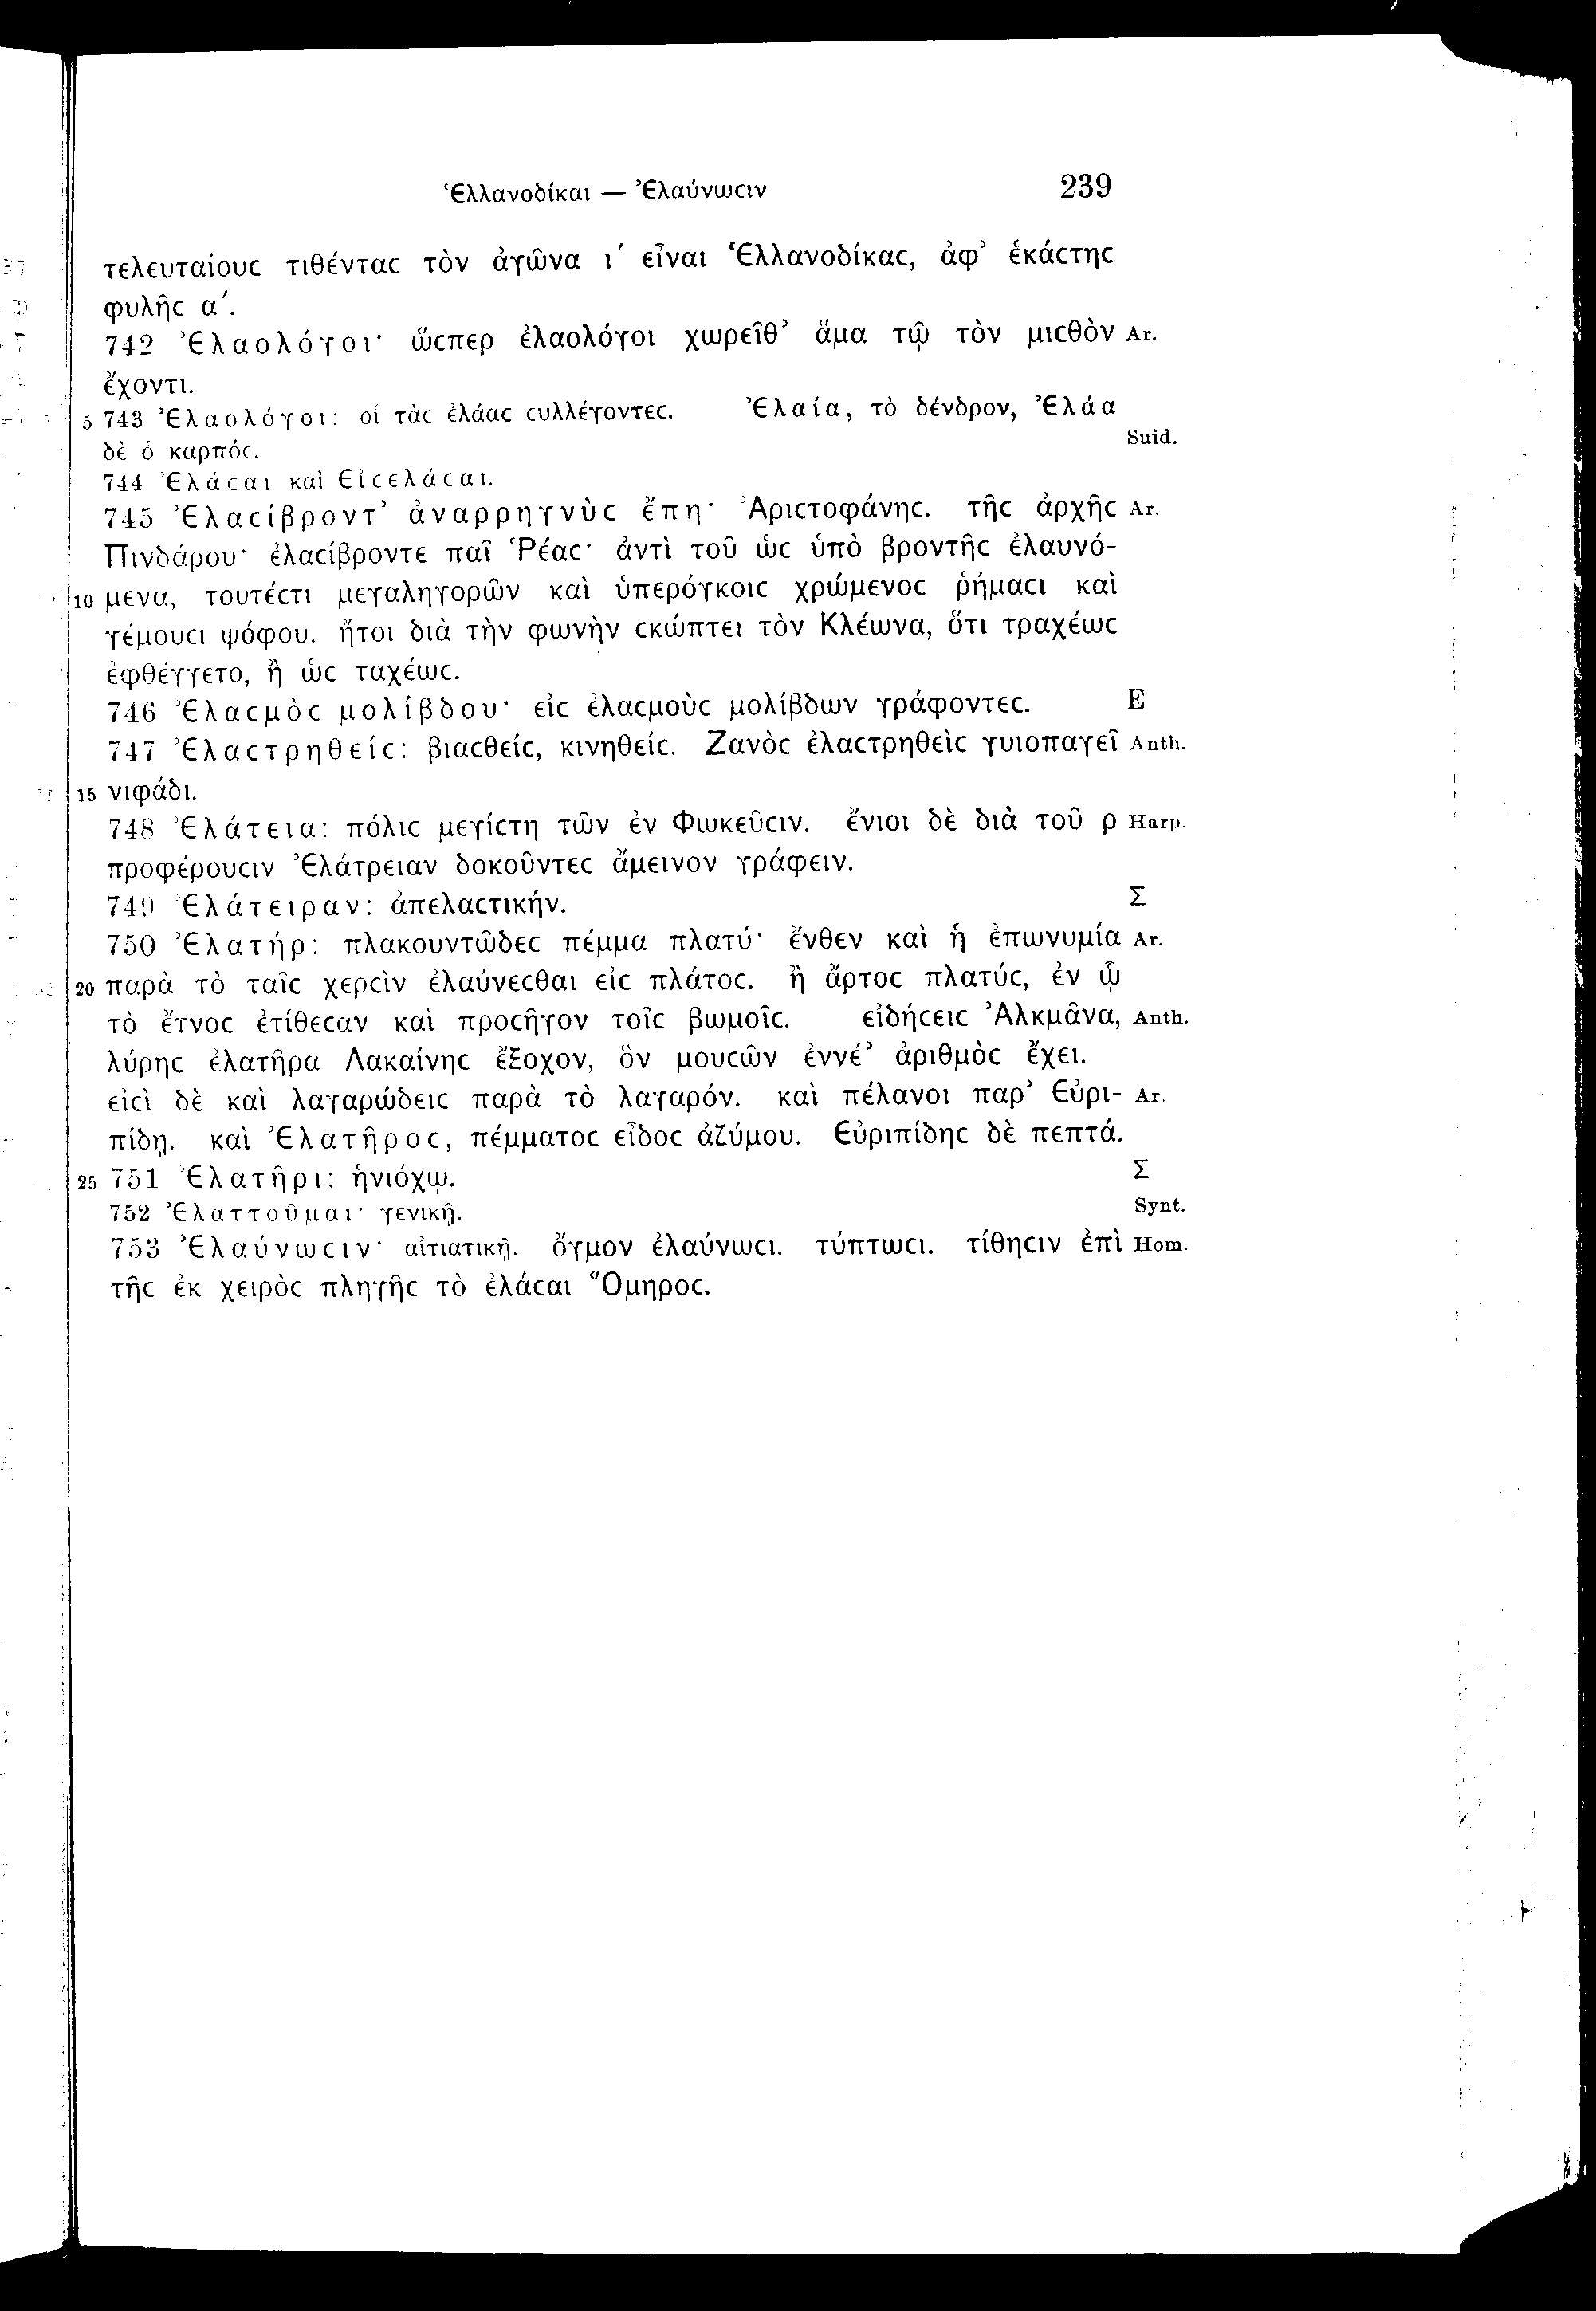 Ἑλλανοδίκαι — Ἐλαύνωϲιν 239
τελευταίουϲ τιθένταϲ τὸν ἀγῶνα ι′ εἶναι Ἑλλανοδίκαϲ, ἀφ’ ἑκάϲτηϲ
φυλῆϲ α′.
742 Ἐλαολόγοι· ὥϲπερ ἐλαολόγοι χωρεῖθ’ ἅμα τῷ τὸν μιϲθὸν Ar.
ἔχοντι.
5 743 Ἐλαολόγοι: οἱ τὰϲ ἐλάαϲ ϲυλλέγοντεϲ. Ἐλαία, τὸ δένδρον, Ἐλάα
δὲ ὁ καρπόϲ. Suid.
744 Ἐλάϲαι καὶ Εἰϲελάϲαι.
745 Ἐλαϲίβροντ’ ἀναρρηγνὺϲ ἔπη· Ἀριϲτοφάνηϲ. τῆϲ ἀρχῆϲ Ar.
Πινδάρου· ἐλαϲίβροντε παῖ Ῥέαϲ· ἀντὶ τοῦ ὡϲ ὑπὸ βροντῆϲ ἐλαυνό-
10 μενα, τουτέϲτι μεγαληγορῶν καὶ ὑπερόγκοιϲ χρώμενοϲ ῥήμαϲι καὶ
γέμουϲι ψόφου. ἤτοι διὰ τὴν φωνὴν ϲκώπτει τὸν Κλέωνα, ὅτι τραχέωϲ
ἐφθέγγετο, ἢ ὡϲ ταχέωϲ.
746 Ἐλαϲμὸϲ μολίβδου· εἰϲ ἐλαϲμοὺϲ μολίβδων γράφοντεϲ. E
747 Ἐλαϲτρηθείϲ: βιαϲθείϲ, κινηθείϲ. Ζανὸϲ ἐλαϲτρηθεὶϲ γυιοπαγεῖ Anth.
15 νιφάδι.
748 Ἐλάτεια: πόλιϲ μεγίϲτη τῶν ἐν Φωκεῦϲιν. ἔνιοι δὲ διὰ τοῦ ρ Harp.
προφέρουϲιν Ἐλάτρειαν δοκοῦντεϲ ἄμεινον γράφειν.
749 Ἐλάτειραν: ἀπελαϲτικήν. Σ
750 Ἐλατήρ: πλακουντῶδεϲ πέμμα πλατύ· ἔνθεν καὶ ἡ ἐπωνυμία Ar.
20 παρὰ τὸ ταῖϲ χερϲὶν ἐλαύνεϲθαι εἰϲ πλάτοϲ. ἢ ἄρτοϲ πλατύϲ, ἐν ᾧ
τὸ ἔτνοϲ ἐτίθεϲαν καὶ προϲῆγον τοῖϲ βωμοῖϲ. εἰδήϲειϲ Ἀλκμᾶνα, Anth.
λύρηϲ ἐλατῆρα Λακαίνηϲ ἔξοχον, ὃν μουϲῶν ἐννέ’ ἀριθμὸϲ ἔχει.
εἰϲὶ δὲ καὶ λαγαρώδειϲ παρὰ τὸ λαγαρόν. καὶ πέλανοι παρ’ Εὐρι- Ar.
πίδῃ. καὶ Ἐλατῆροϲ, πέμματοϲ εἶδοϲ ἀζύμου. Εὐριπίδηϲ δὲ πεπτά.
25 751 Ἐλατῆρι: ἡνιόχῳ. Σ
752 Ἐλαττοῦμαι· γενικῇ. Synt.
753 Ἐλαύνωϲιν· αἰτιατικῇ. ὄγμον ἐλαύνωϲι. τύπτωϲι. τίθηϲιν ἐπὶ Hom.
τῆϲ ἐκ χειρὸϲ πληγῆϲ τὸ ἐλάϲαι Ὅμηροϲ.